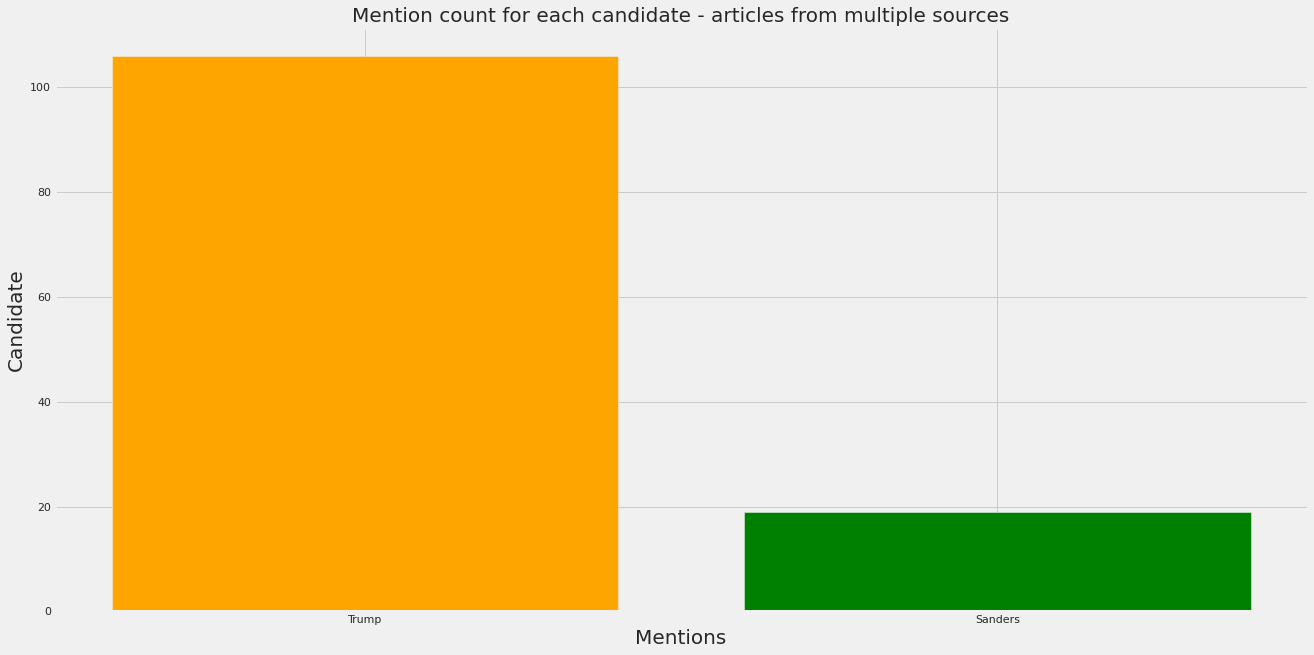 Mention count for each candidate - articles from multiple sources
Candidate
100
80
60
40
20
0
Trump
Sanders
Mentions